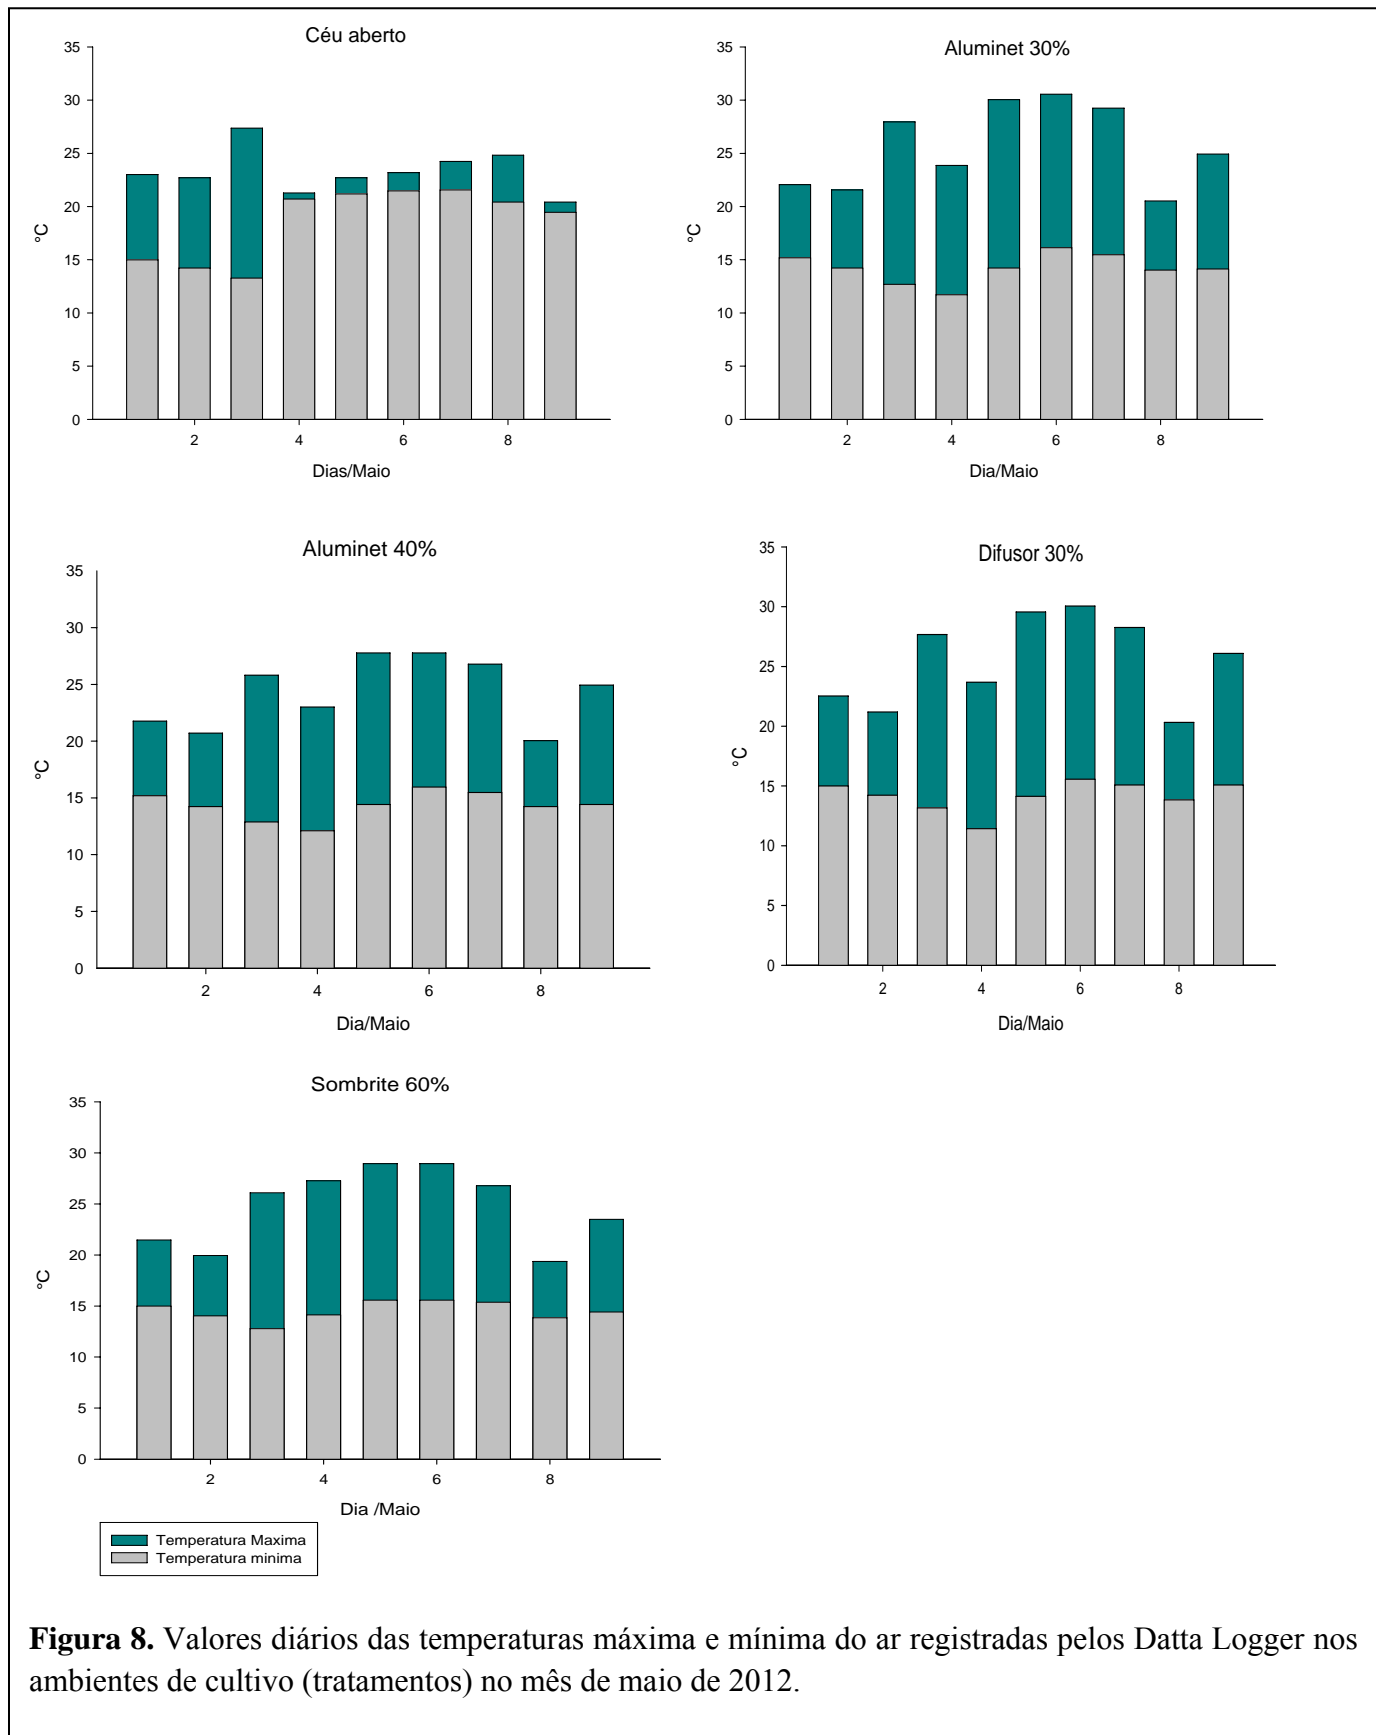 Céu aberto
35
30
25
20
15
10
5
0
°C
2 4 6 8
Dias/Maio
Aluminet 30%
35
30
25
20
15
10
5
0
°C
2 4 6 8
Dia/Maio
Aluminet 40%
35
30
25
20
15
10
5
0
°C
2 4 6 8
Dia/Maio
Difusor 30%
35
30
25
20
15
10
5
0
°C
2 4 6 8
Dia/Maio
Sombrite 60%
35
30
25
20
15
10
5
0
°C
2 4 6 8
Dia /Maio
Temperatura Maxima
Temperatura minima
Figura 8. Valores diários das temperaturas máxima e mínima do ar registradas pelos Datta Logger nos
ambientes de cultivo (tratamentos) no mês de maio de 2012.